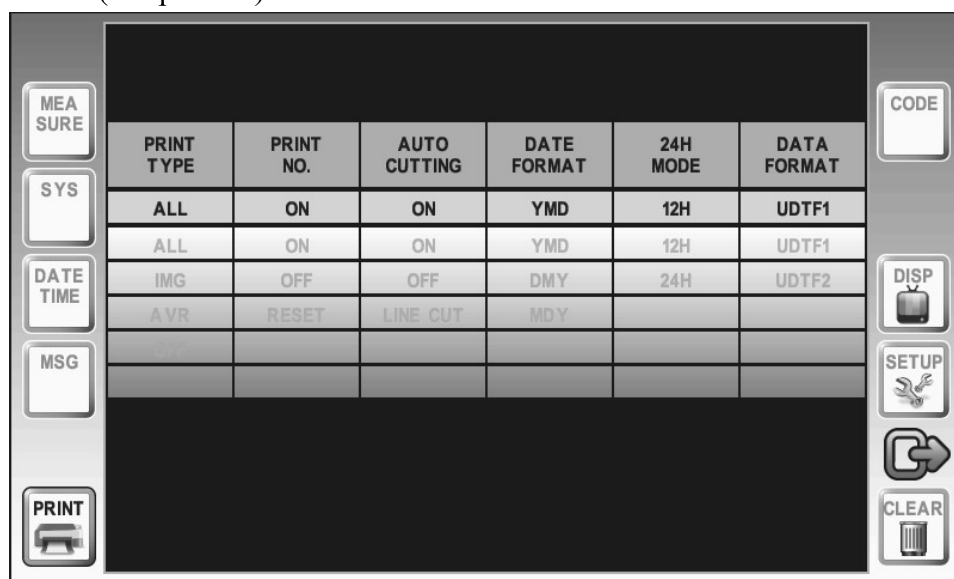 MEA
SURE
SYS
DATE
TIME
MSG
PRINT
PRINT TYPE PRINT NO. AUTO CUTTING DATE FORMAT 24H MODE DATA FORMAT
ALL ON ON YMD 12H UDTF1
ALL ON ON YMD 12H UDTF1
IMG OFF OFF DMY 24H UDTF2
AVR RESET LINE CUT MDY
CODE
DISP
SETUP
CLEAR